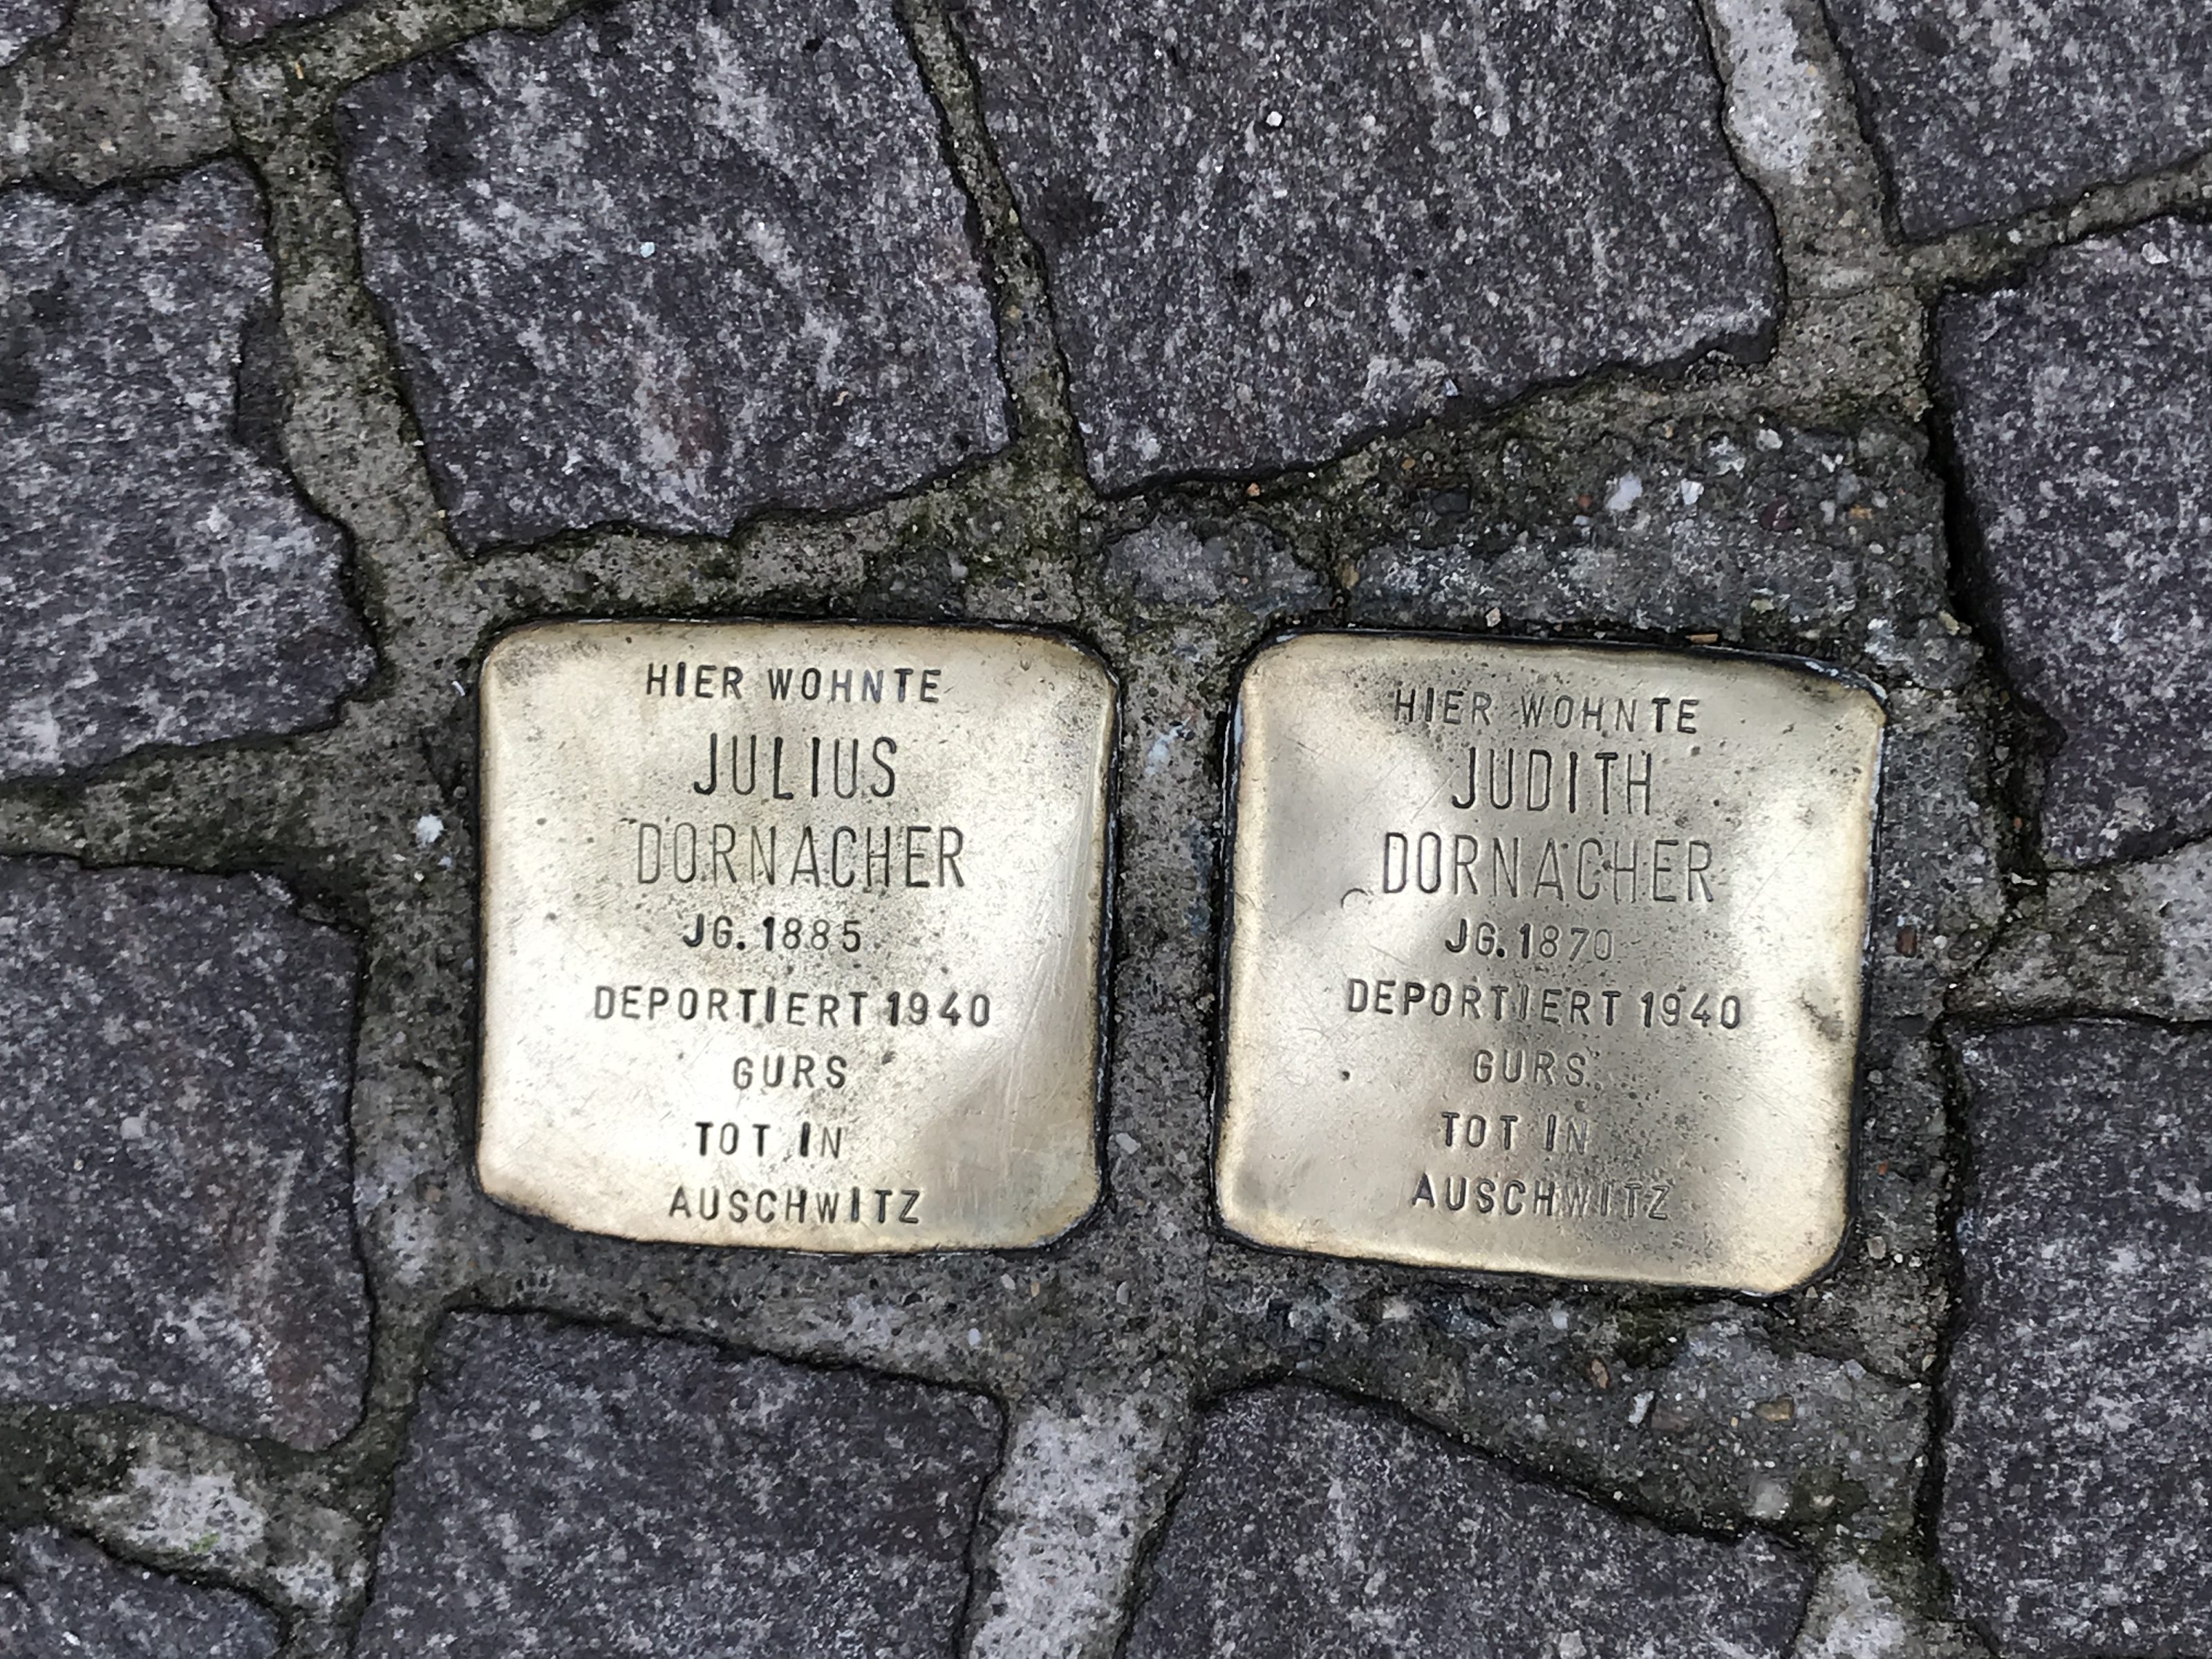 HIER WOHNTE
JULIUS
DORNACHER
JG. 1885
DEPORTIERT 1940
GURS
TOT IN
AUSCHWITZ
HIER WOHNTE
JUDITH
DORNACHER
JG. 1870
DEPORTIERT 1940
GURS
TOT IN
AUSCHWITZ